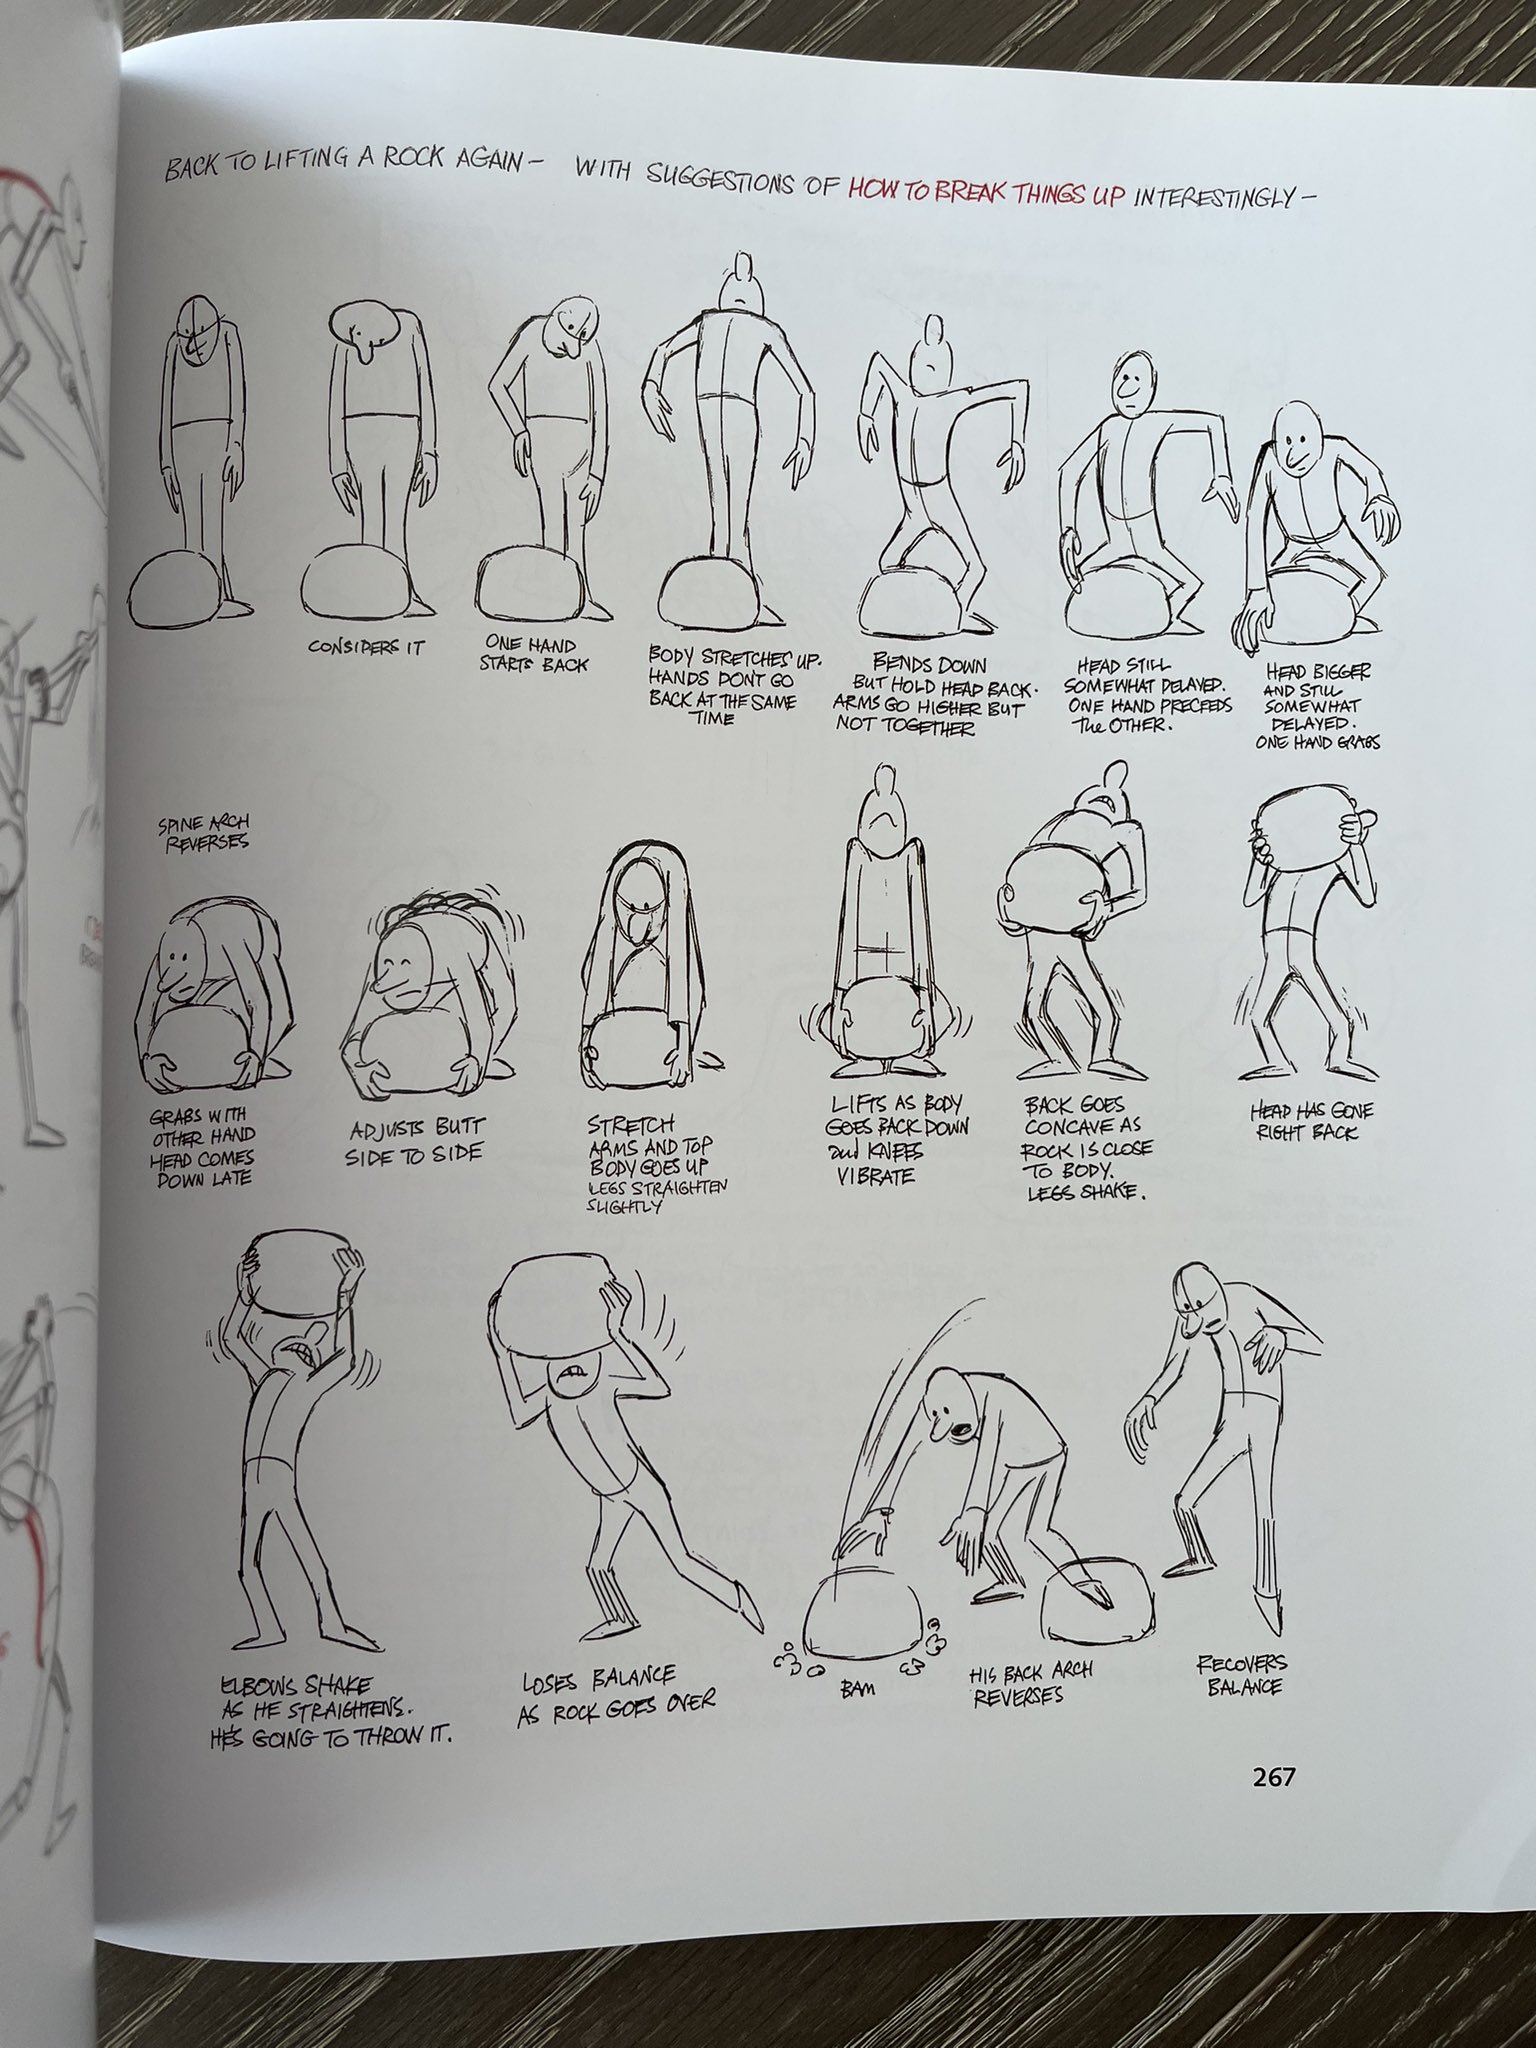 BACK TO LIFTING A ROCK AGAIN – WITH SUGGESTIONS OF HOW TO BREAK THINGS UP INTERESTINGLY –
CONSIDERS IT
ONE HAND
STARTS BACK
BODY STRETCHES UP.
HANDS DON'T GO
BACK AT THE SAME
TIME
BENDS DOWN
BUT HOLD HEAD BACK.
ARMS GO HIGHER BUT
NOT TOGETHER
HEAD STILL
SOMEWHAT DELAYED.
ONE HAND PRECEEDS
The OTHER.
HEAD BIGGER
AND STILL
SOMEWHAT
DELAYED.
ONE HAND GRABS
SPINE ARCH
REVERSES
GRABS WITH
OTHER HAND
HEAD COMES
DOWN LATE
ADJUSTS BUTT
SIDE TO SIDE
STRETCH
ARMS AND TOP
BODY GOES UP
LEGS STRAIGHTEN
SLIGHTLY
LIFTS AS BODY
GOES BACK DOWN
and KNEES
VIBRATE
BACK GOES
CONCAVE AS
ROCK IS CLOSE
TO BODY.
LEGS SHAKE.
HEAD HAS GONE
RIGHT BACK
ELBOWS SHAKE
AS HE STRAIGHTENS.
HE'S GOING TO THROW IT.
LOSES BALANCE
AS ROCK GOES OVER
BAM
HIS BACK ARCH
REVERSES
RECOVERS
BALANCE
267